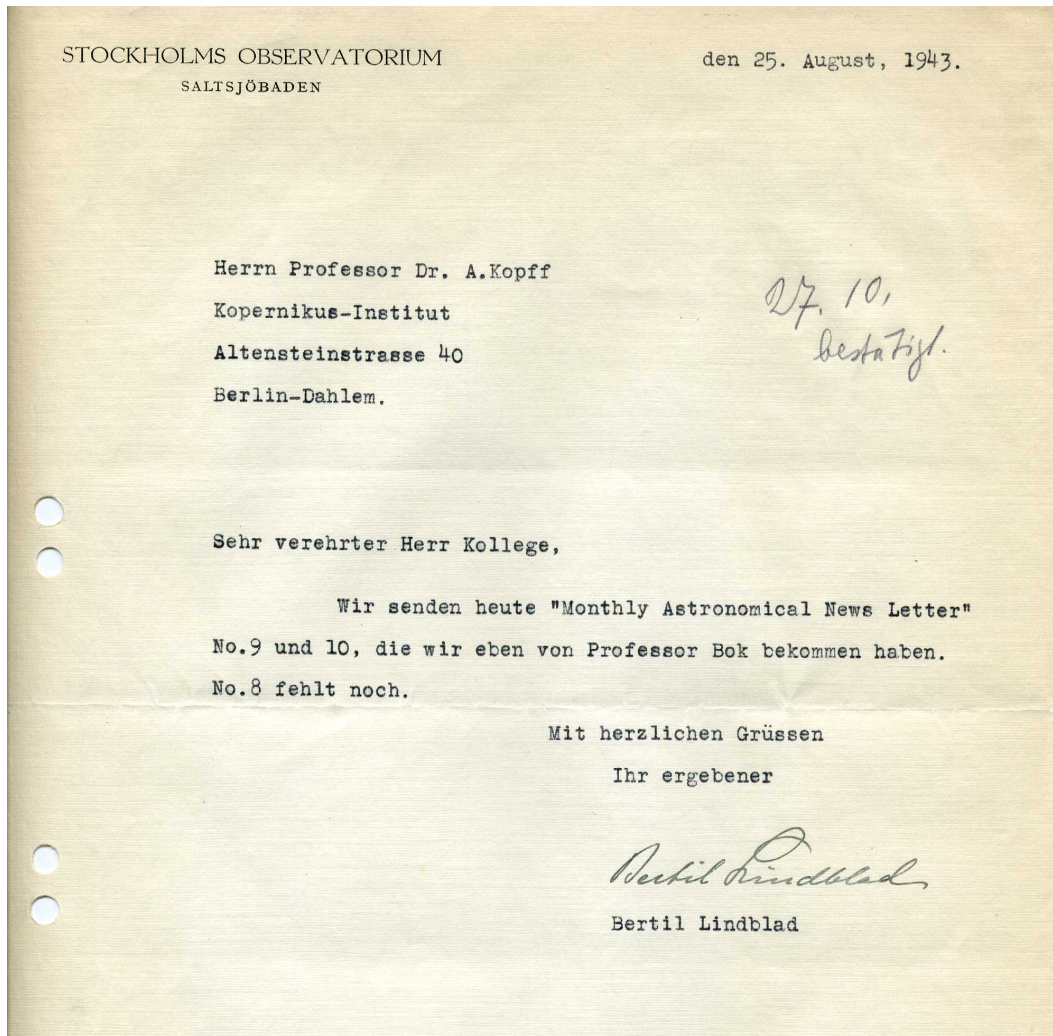 STOCKHOLMS OBSERVATORIUM
SALTSJÖBADEN
den 25. August, 1943.
Herrn Professor Dr. A.Kopff
Kopernikus-Institut
Altensteinstrasse 40
Berlin-Dahlem.
27. 10.
bestätigt.
Sehr verehrter Herr Kollege,
Wir senden heute "Monthly Astronomical News Letter"
No.9 und 10, die wir eben von Professor Bok bekommen haben.
No.8 fehlt noch.
Mit herzlichen Grüssen
Ihr ergebener
Bertil Lindblad
Bertil Lindblad